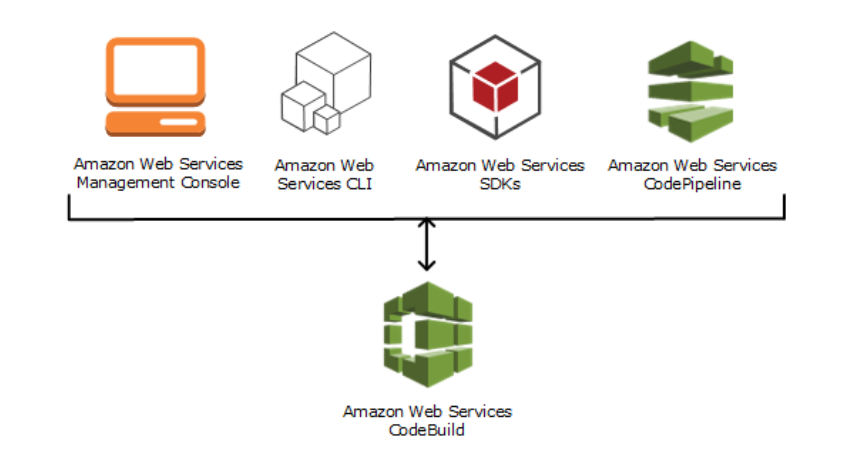 Amazon Web Services
Management Console
Amazon Web
Services CLI
Amazon Web Services
SDKs
Amazon Web Services
CodePipeline
Amazon Web Services
CodeBuild